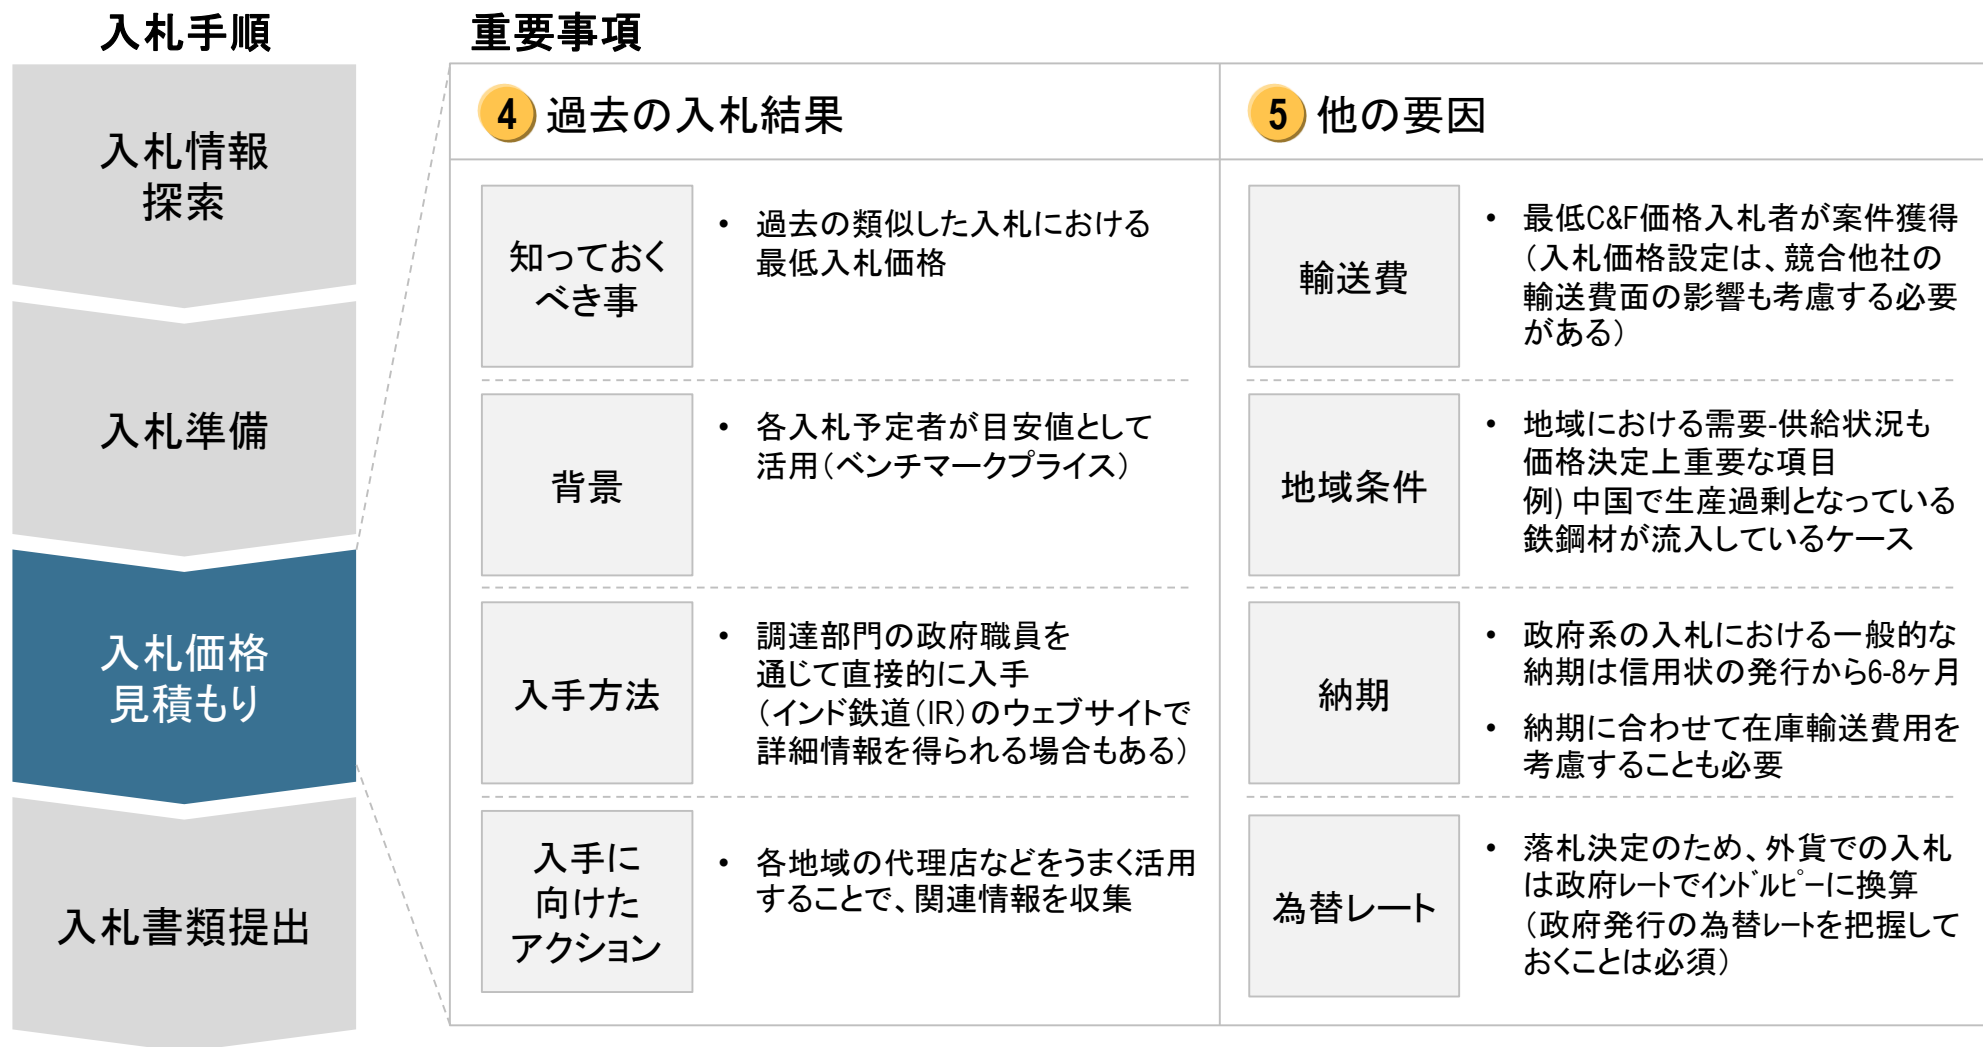 入札手順
入札情報
探索
入札準備
入札価格
見積もり
入札書類提出
重要事項
4 過去の入札結果
知っておく
べき事
• 過去の類似した入札における
最低入札価格
背景
• 各入札予定者が目安値として
活用（ベンチマークプライス）
入手方法
• 調達部門の政府職員を
通じて直接的に入手
（インド鉄道（IR）のウェブサイトで
詳細情報を得られる場合もある）
入手に
向けた
アクション
• 各地域の代理店などをうまく活用
することで、関連情報を収集
5 他の要因
輸送費
• 最低C&F価格入札者が案件獲得
（入札価格設定は、競合他社の
輸送費面の影響も考慮する必要
がある）
地域条件
• 地域における需要-供給状況も
価格決定上重要な項目
例) 中国で生産過剰となっている
鉄鋼材が流入しているケース
納期
• 政府系の入札における一般的な
納期は信用状の発行から6-8ヶ月
• 納期に合わせて在庫輸送費用を
考慮することも必要
為替レート
• 落札決定のため、外貨での入札
は政府ﾚｰﾄでｲﾝﾄﾞﾙﾋﾟｰに換算
（政府発行の為替ﾚｰﾄを把握して
おくことは必須）